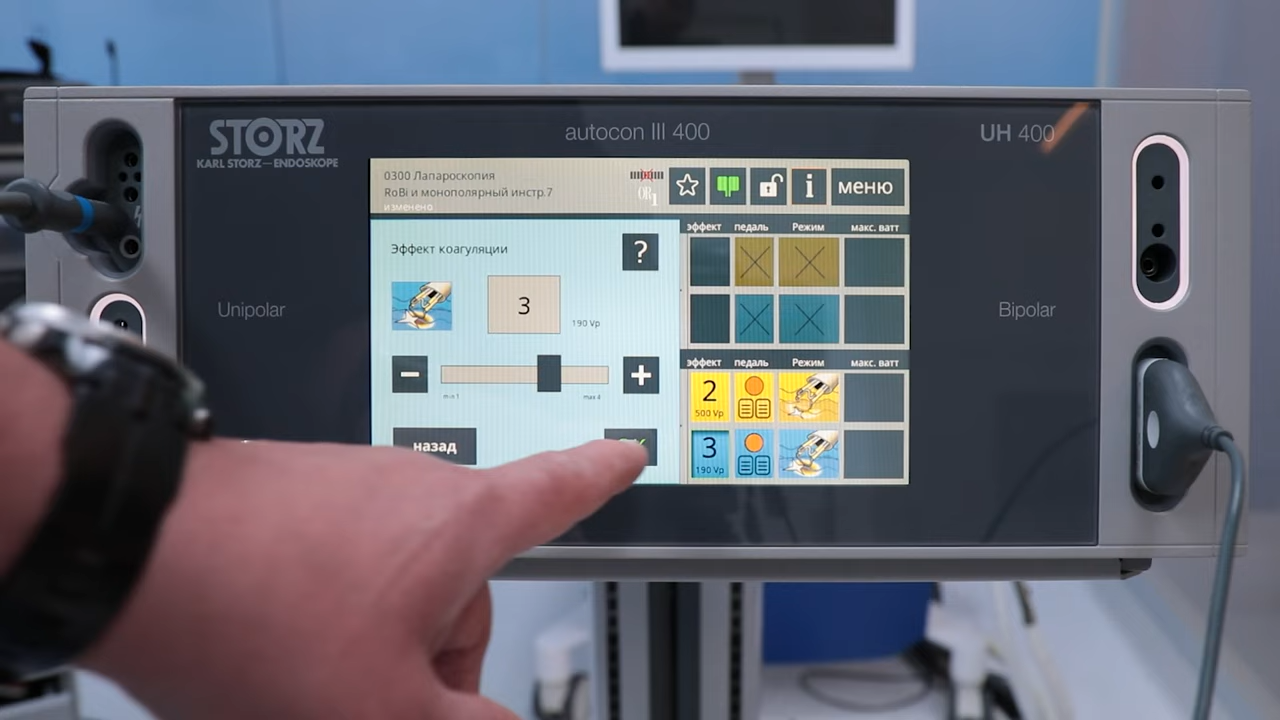 STORZ
KARL STORZ—ENDOSKOPE
autocon III 400
UH 400
0300 Лапароскопия
RoBi и монополярный инстр.7
изменено
OR1
i
меню
Эффект коагуляции
?
3
190 Vp
−
+
min 1
max 4
назад
эффект педаль Режим макс. ватт
эффект педаль Режим макс. ватт
2
500 Vp
3
190 Vp
Unipolar
Bipolar